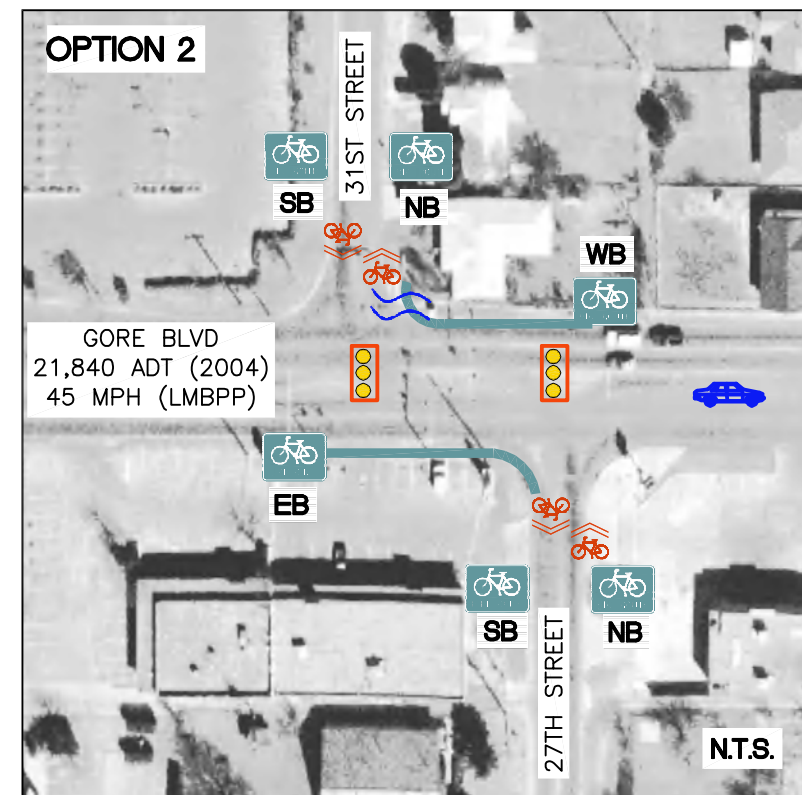 OPTION 2
31ST STREET
SB
NB
WB
GORE BLVD
21,840 ADT (2004)
45 MPH (LMBPP)
EB
SB
NB
27TH STREET
N.T.S.